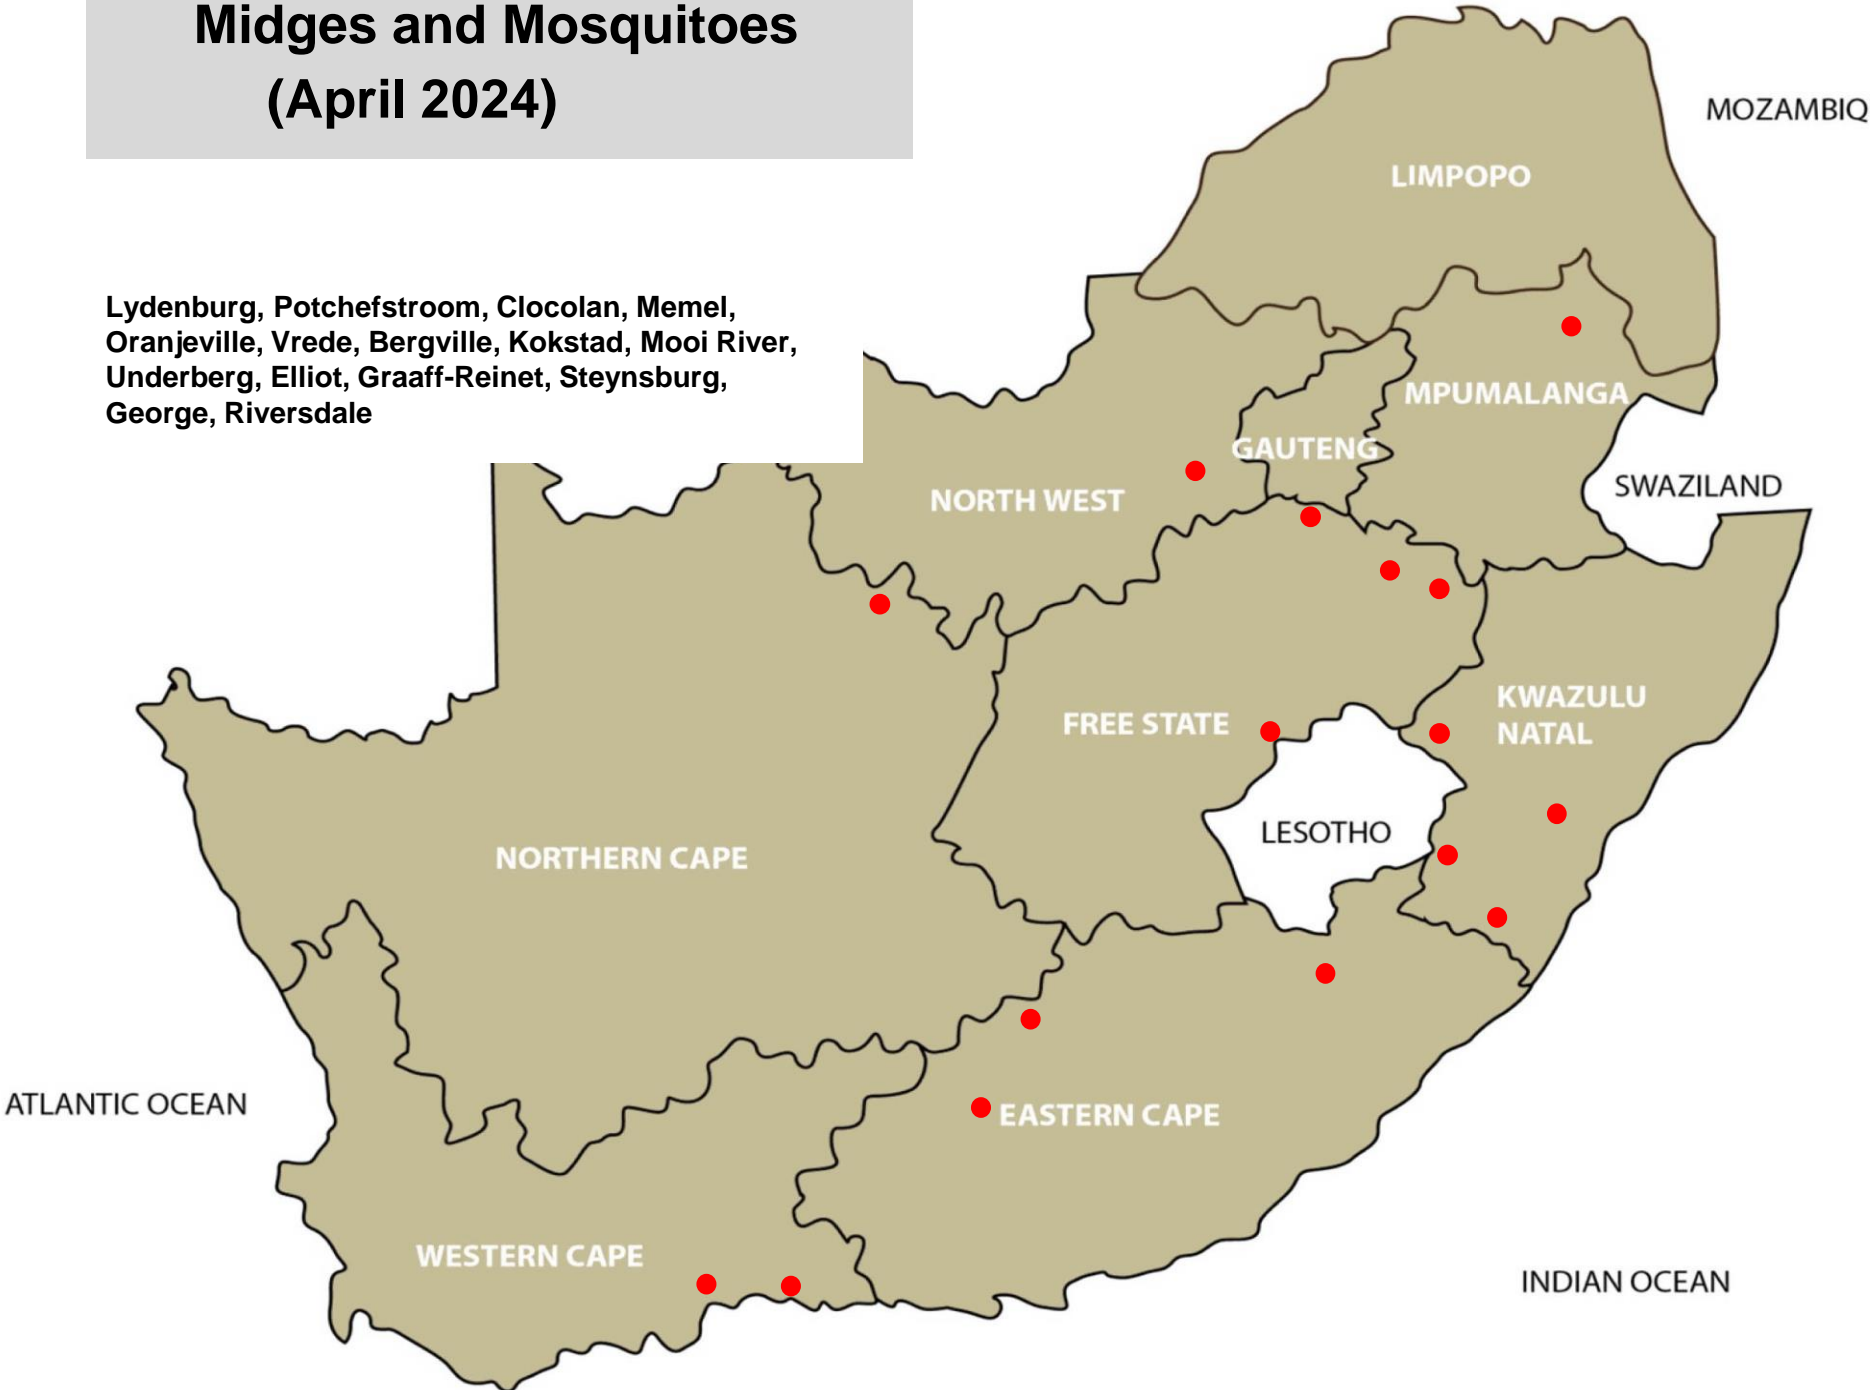 Midges and Mosquitoes
(April 2024)
Lydenburg, Potchefstroom, Clocolan, Memel,
Oranjeville, Vrede, Bergville, Kokstad, Mooi River,
Underberg, Elliot, Graaff-Reinet, Steynsburg,
George, Riversdale
MOZAMBIQ
LIMPOPO
MPUMALANGA
GAUTENG
SWAZILAND
NORTH WEST
KWAZULU
NATAL
FREE STATE
LESOTHO
NORTHERN CAPE
ATLANTIC OCEAN
EASTERN CAPE
WESTERN CAPE
INDIAN OCEAN